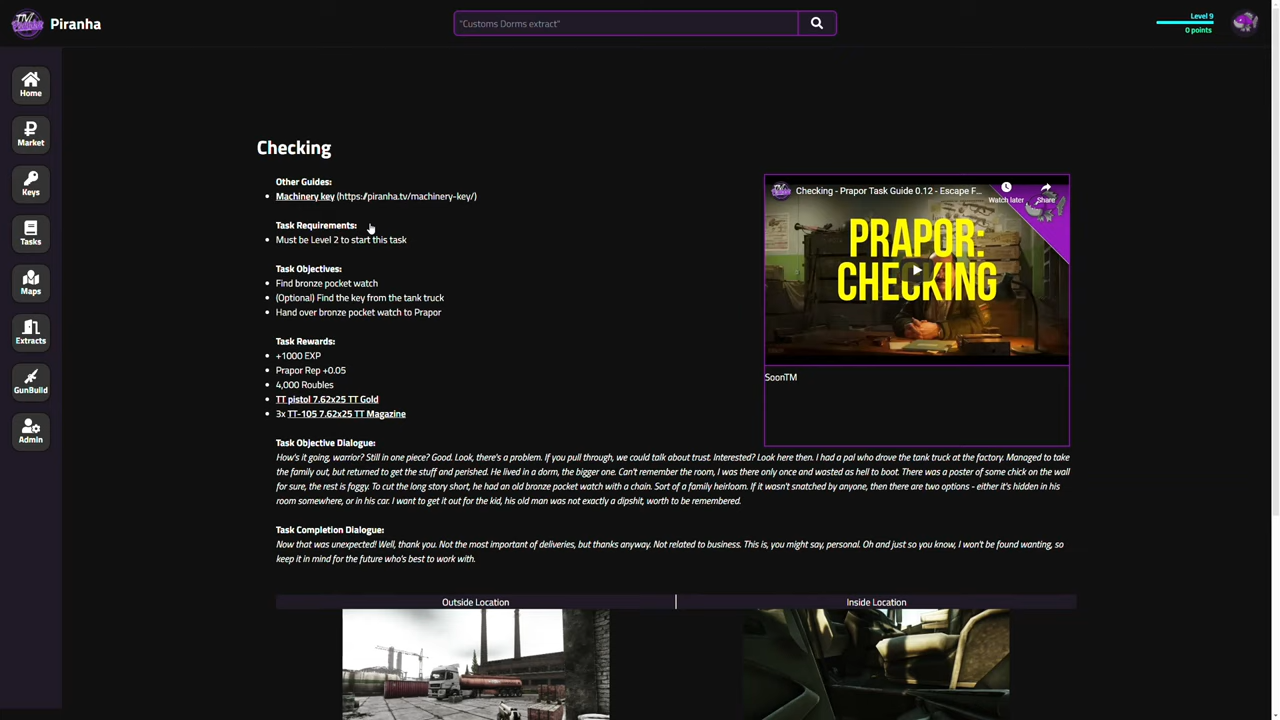 TTV
Piranha
Piranha
"Customs Dorms extract"
Level 9
0 points
Home
Market
Keys
Tasks
Maps
Extracts
GunBuild
Admin
Checking
Other Guides:
Machinery key (https://piranha.tv/machinery-key/)
Task Requirements:
Must be Level 2 to start this task
Task Objectives:
Find bronze pocket watch
(Optional) Find the key from the tank truck
Hand over bronze pocket watch to Prapor
Task Rewards:
+1000 EXP
Prapor Rep +0.05
4,000 Roubles
TT pistol 7.62x25 TT Gold
3x TT-105 7.62x25 TT Magazine
Checking - Prapor Task Guide 0.12 - Escape F...
Watch later
Share
PRAPOR:
CHECKING
SoonTM
Task Objective Dialogue:
How's it going, warrior? Still in one piece? Good. Look, there's a problem. If you pull through, we could talk about trust. Interested? Look here then. I had a pal who drove the tank truck at the factory. Managed to
take the family out, but returned to get the stuff and perished. He lived in a dorm, the bigger one. Can't remember the room, I was there only once and wasted as hell to boot. There was a poster of some chick on the wall
for sure, the rest is foggy. To cut the long story short, he had an old bronze pocket watch with a chain. Sort of a family heirloom. If it wasn't snatched by anyone, then there are two options - either it's hidden in his
room somewhere, or in his car. I want to get it out for the kid, his old man was not exactly a dipshit, worth to be remembered.
Task Completion Dialogue:
Now that was unexpected! Well, thank you. Not the most important of deliveries, but thanks anyway. Not related to business. This is, you might say, personal. Oh and just so you know, I won't be found wanting, so
keep it in mind for the future who's best to work with.
Outside Location
Inside Location